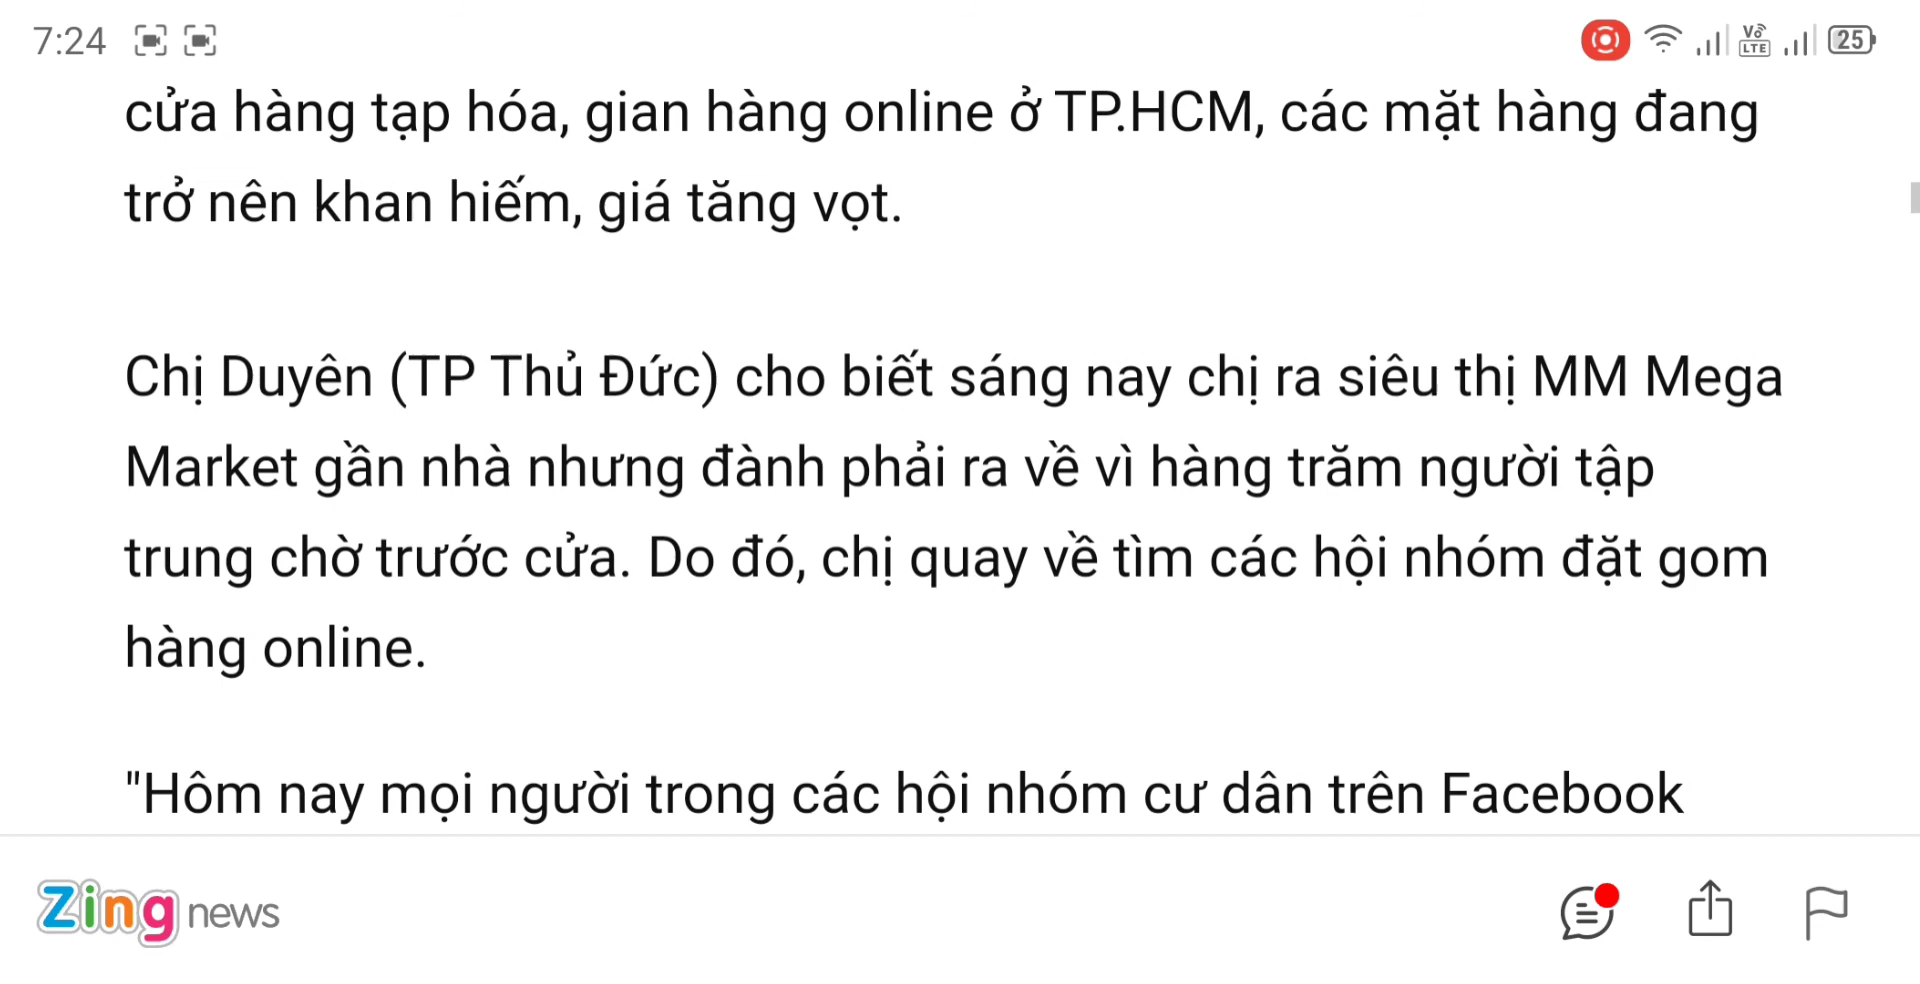 7:24
Vo LTE
25
cửa hàng tạp hóa, gian hàng online ở TP.HCM, các mặt hàng đang
trở nên khan hiếm, giá tăng vọt.
Chị Duyên (TP Thủ Đức) cho biết sáng nay chị ra siêu thị MM Mega
Market gần nhà nhưng đành phải ra về vì hàng trăm người tập
trung chờ trước cửa. Do đó, chị quay về tìm các hội nhóm đặt gom
hàng online.
"Hôm nay mọi người trong các hội nhóm cư dân trên Facebook
Zing news